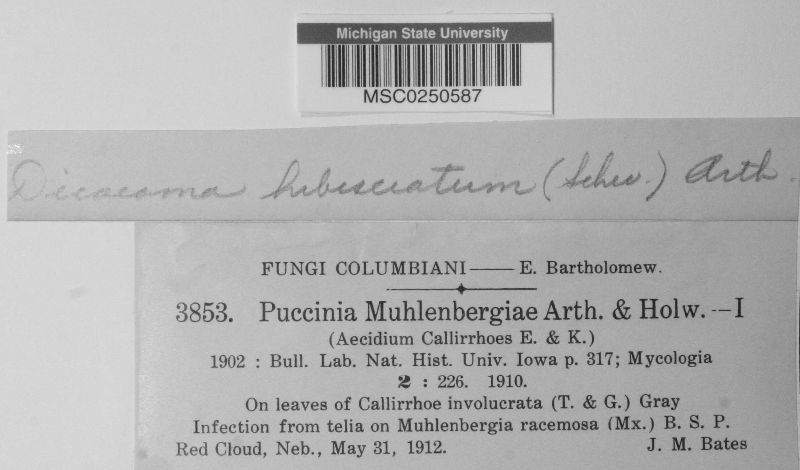 Michigan State University
MSC0250587
Dicaeoma hibisciatum (Schw.) Arth.
FUNGI COLUMBIANI—— E. Bartholomew.
3853. Puccinia Muhlenbergiae Arth. & Holw. --I
(Aecidium Callirrhoes E. & K.)
1902 : Bull. Lab. Nat. Hist. Univ. Iowa p. 317; Mycologia
2 : 226. 1910.
On leaves of Callirrhoe involucrata (T. & G.) Gray
Infection from telia on Muhlenbergia racemosa (Mx.) B. S. P.
Red Cloud, Neb., May 31, 1912. J. M. Bates